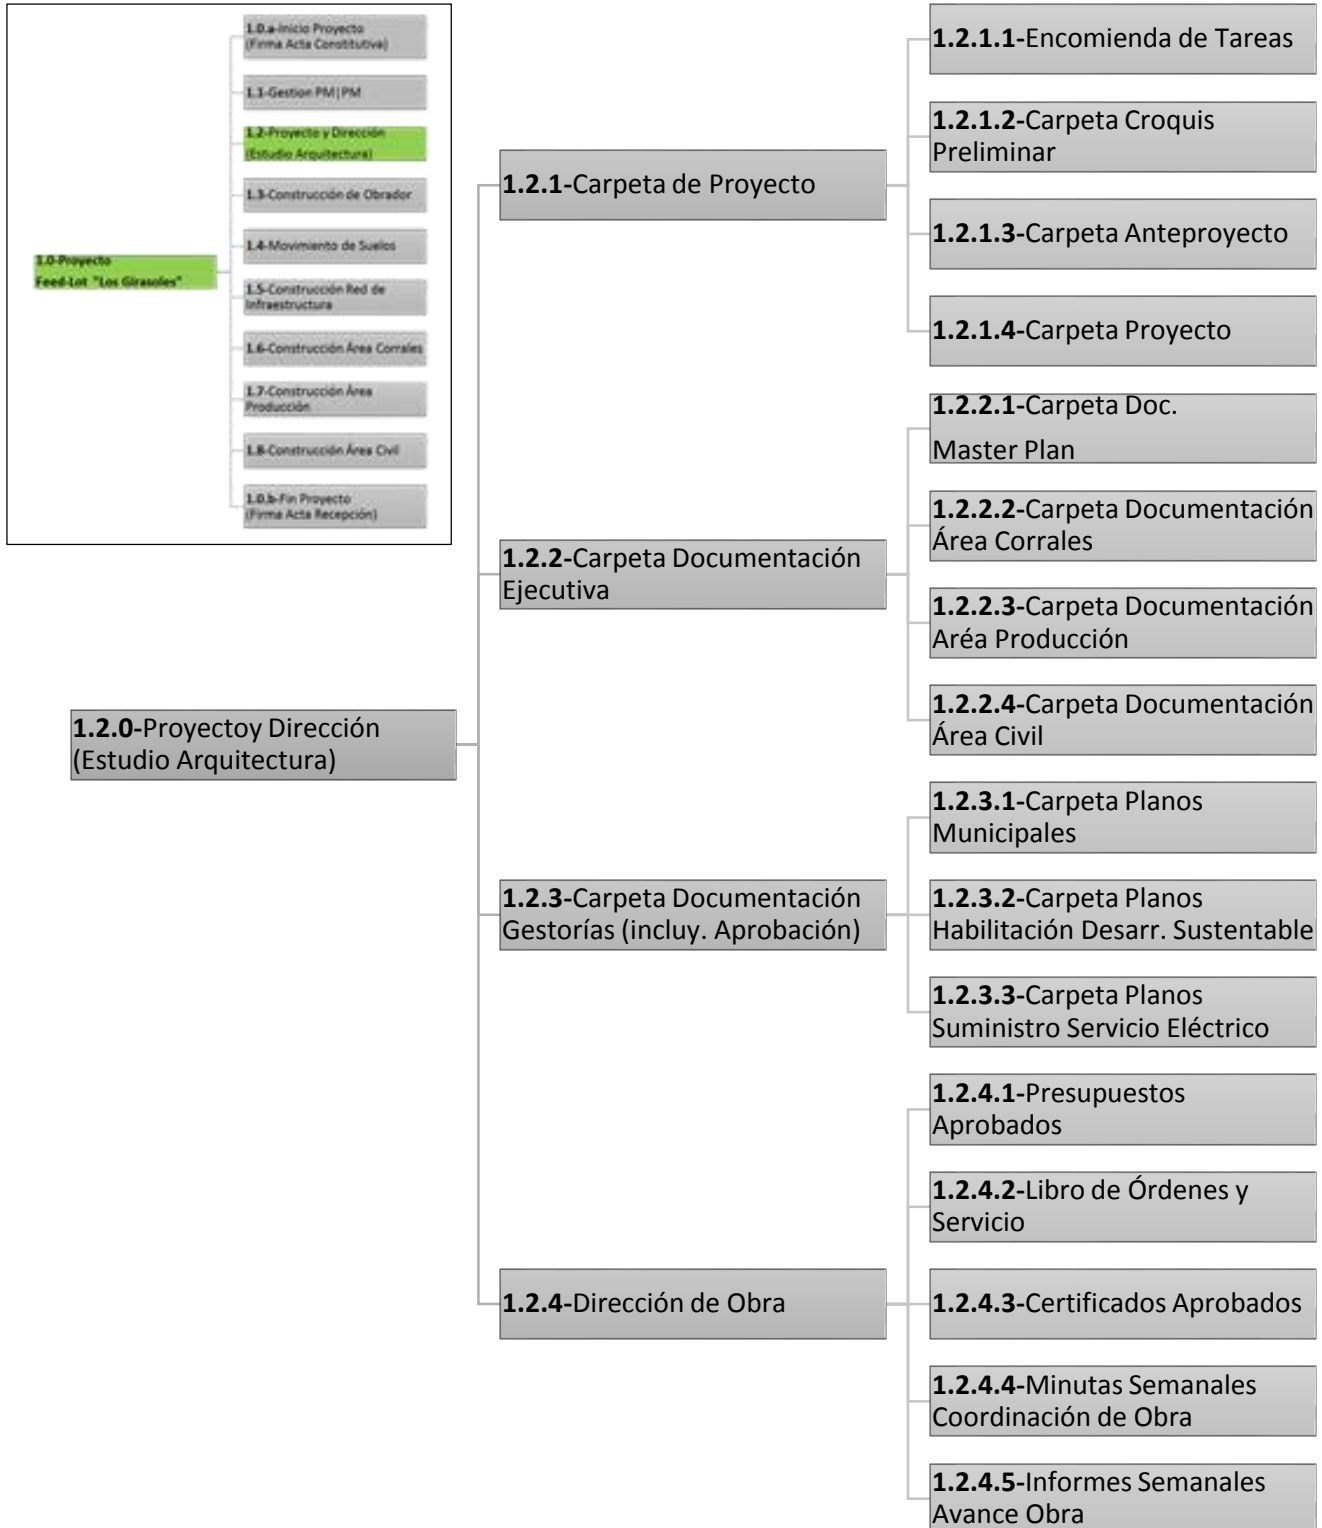 1.0.a-Inicio Proyecto
(Firma Acta Constitutiva)
1.1-Gestion PM|PM
1.2-Proyecto y Dirección
(Estudio Arquitectura)
1.3-Construcción de Obrador
1.4-Movimiento de Suelos
1.0-Proyecto
Feed-Lot "Los Girasoles"
1.5-Construcción Red de
Infraestructura
1.6-Construcción Área Corrales
1.7-Construcción Área
Producción
1.8-Construcción Área Civil
1.0.b-Fin Proyecto
(Firma Acta Recepción)
1.2.0-Proyectoy Dirección
(Estudio Arquitectura)
1.2.1-Carpeta de Proyecto
1.2.1.1-Encomienda de Tareas
1.2.1.2-Carpeta Croquis
Preliminar
1.2.1.3-Carpeta Anteproyecto
1.2.1.4-Carpeta Proyecto
1.2.2-Carpeta Documentación
Ejecutiva
1.2.2.1-Carpeta Doc.
Master Plan
1.2.2.2-Carpeta Documentación
Área Corrales
1.2.2.3-Carpeta Documentación
Aréa Producción
1.2.2.4-Carpeta Documentación
Área Civil
1.2.3-Carpeta Documentación
Gestorías (incluy. Aprobación)
1.2.3.1-Carpeta Planos
Municipales
1.2.3.2-Carpeta Planos
Habilitación Desarr. Sustentable
1.2.3.3-Carpeta Planos
Suministro Servicio Eléctrico
1.2.4-Dirección de Obra
1.2.4.1-Presupuestos
Aprobados
1.2.4.2-Libro de Órdenes y
Servicio
1.2.4.3-Certificados Aprobados
1.2.4.4-Minutas Semanales
Coordinación de Obra
1.2.4.5-Informes Semanales
Avance Obra